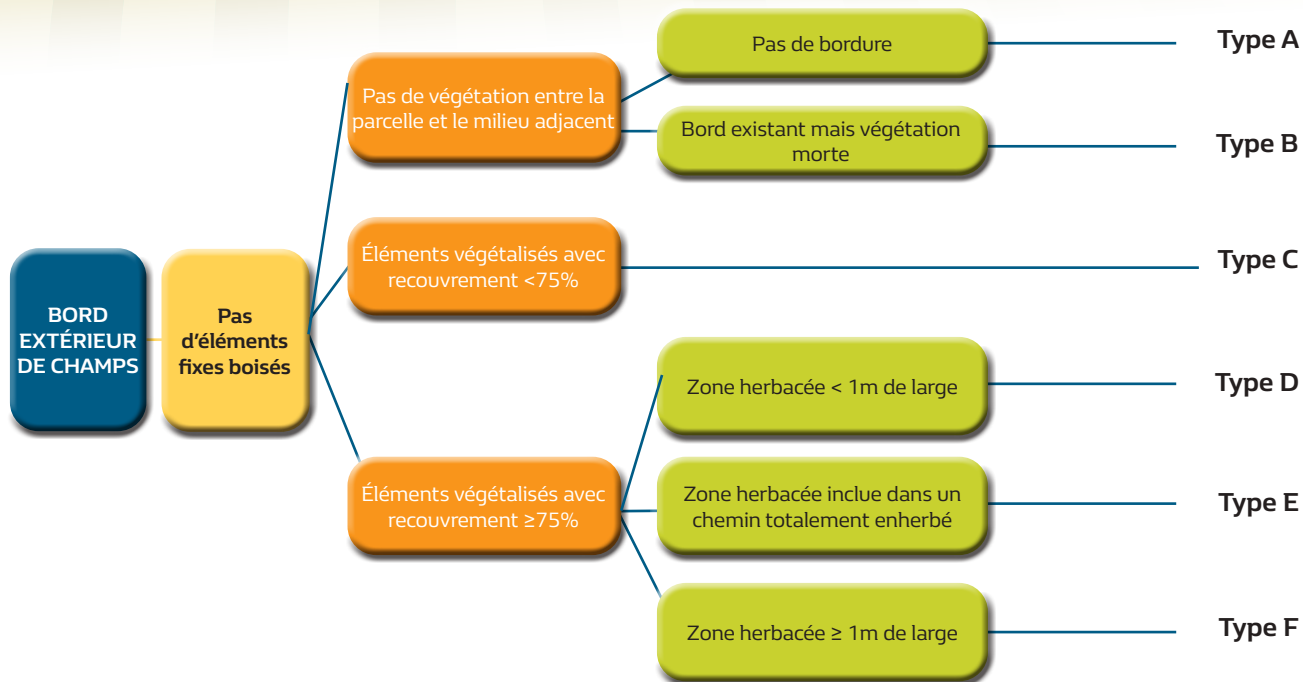 BORD
EXTÉRIEUR
DE CHAMPS
Pas
d'éléments
fixes boisés
Pas de végétation entre la
parcelle et le milieu adjacent
Pas de bordure
Type A
Bord existant mais végétation
morte
Type B
Éléments végétalisés avec
recouvrement <75%
Type C
Éléments végétalisés avec
recouvrement ≥75%
Zone herbacée < 1m de large
Type D
Zone herbacée inclue dans un
chemin totalement enherbé
Type E
Zone herbacée ≥ 1m de large
Type F